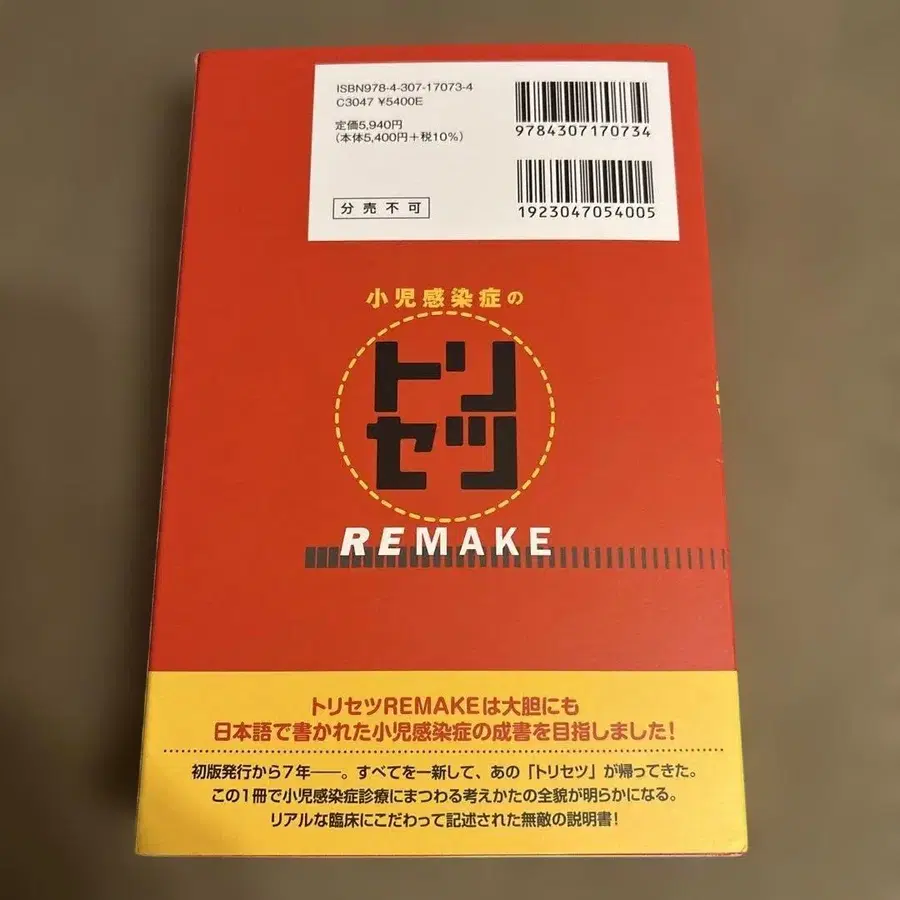 ISBN978-4-307-17073-4
C3047 ¥5400E
定価5,940円
(本体5,400円+税10%)
分売不可
9784307170734
1923047054005
小児感染症の
トリ
セツ
REMAKE
トリセツREMAKEは大胆にも
日本語で書かれた小児感染症の成書を目指しました!
初版発行から7年——。すべてを一新して、あの「トリセツ」が帰ってきた。
この1冊で小児感染症診療にまつわる考えかたの全貌が明らかになる。
リアルな臨床にこだわって記述された無敵の説明書!